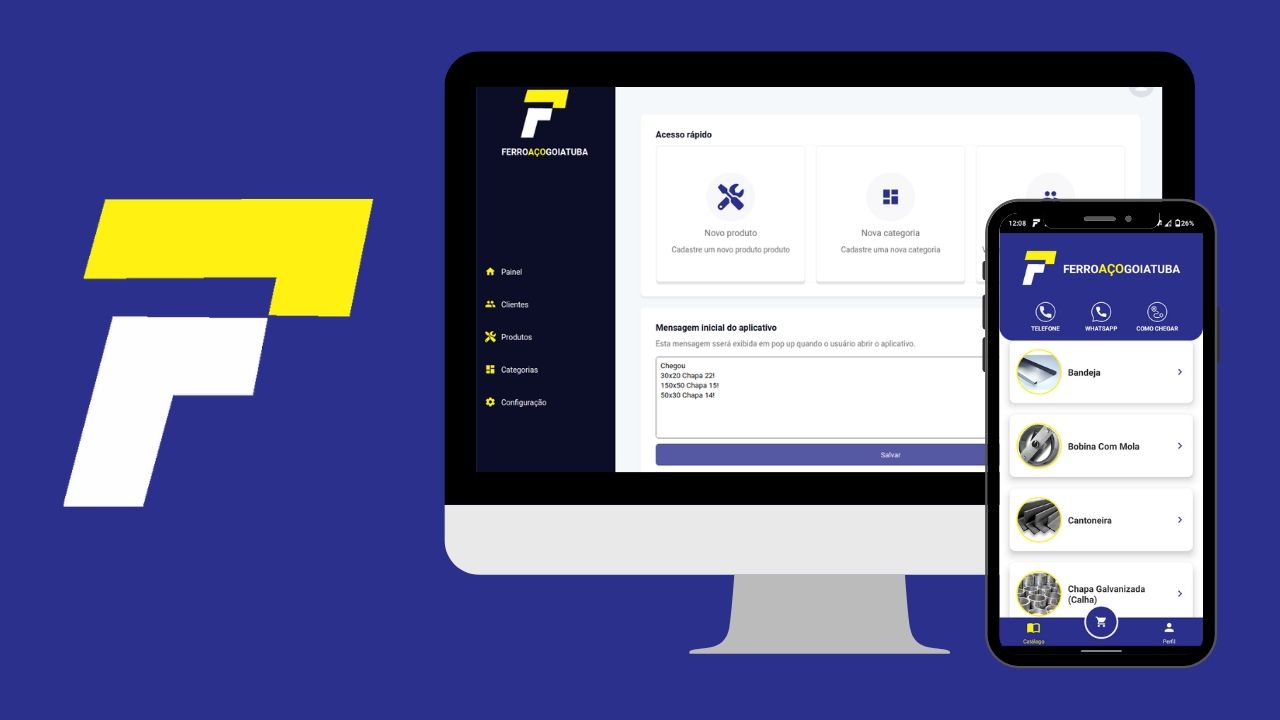 FERROAÇOGOIATUBA
Painel
Clientes
Produtos
Categorias
Configuração
Acesso rápido
Novo produto
Cadastre um novo produto produto
Nova categoria
Cadastre uma nova categoria
Mensagem inicial do aplicativo
Esta mensagem sserá exibida em pop up quando o usuário abrir o aplicativo.
Chegou
30x20 Chapa 22!
150x50 Chapa 15!
50x30 Chapa 14!
Salvar
12:08
26%
FERROAÇOGOIATUBA
TELEFONE
WHATSAPP
COMO CHEGAR
Bandeja
Bobina Com Mola
Cantoneira
Chapa Galvanizada
(Calha)
Catálogo
Perfil